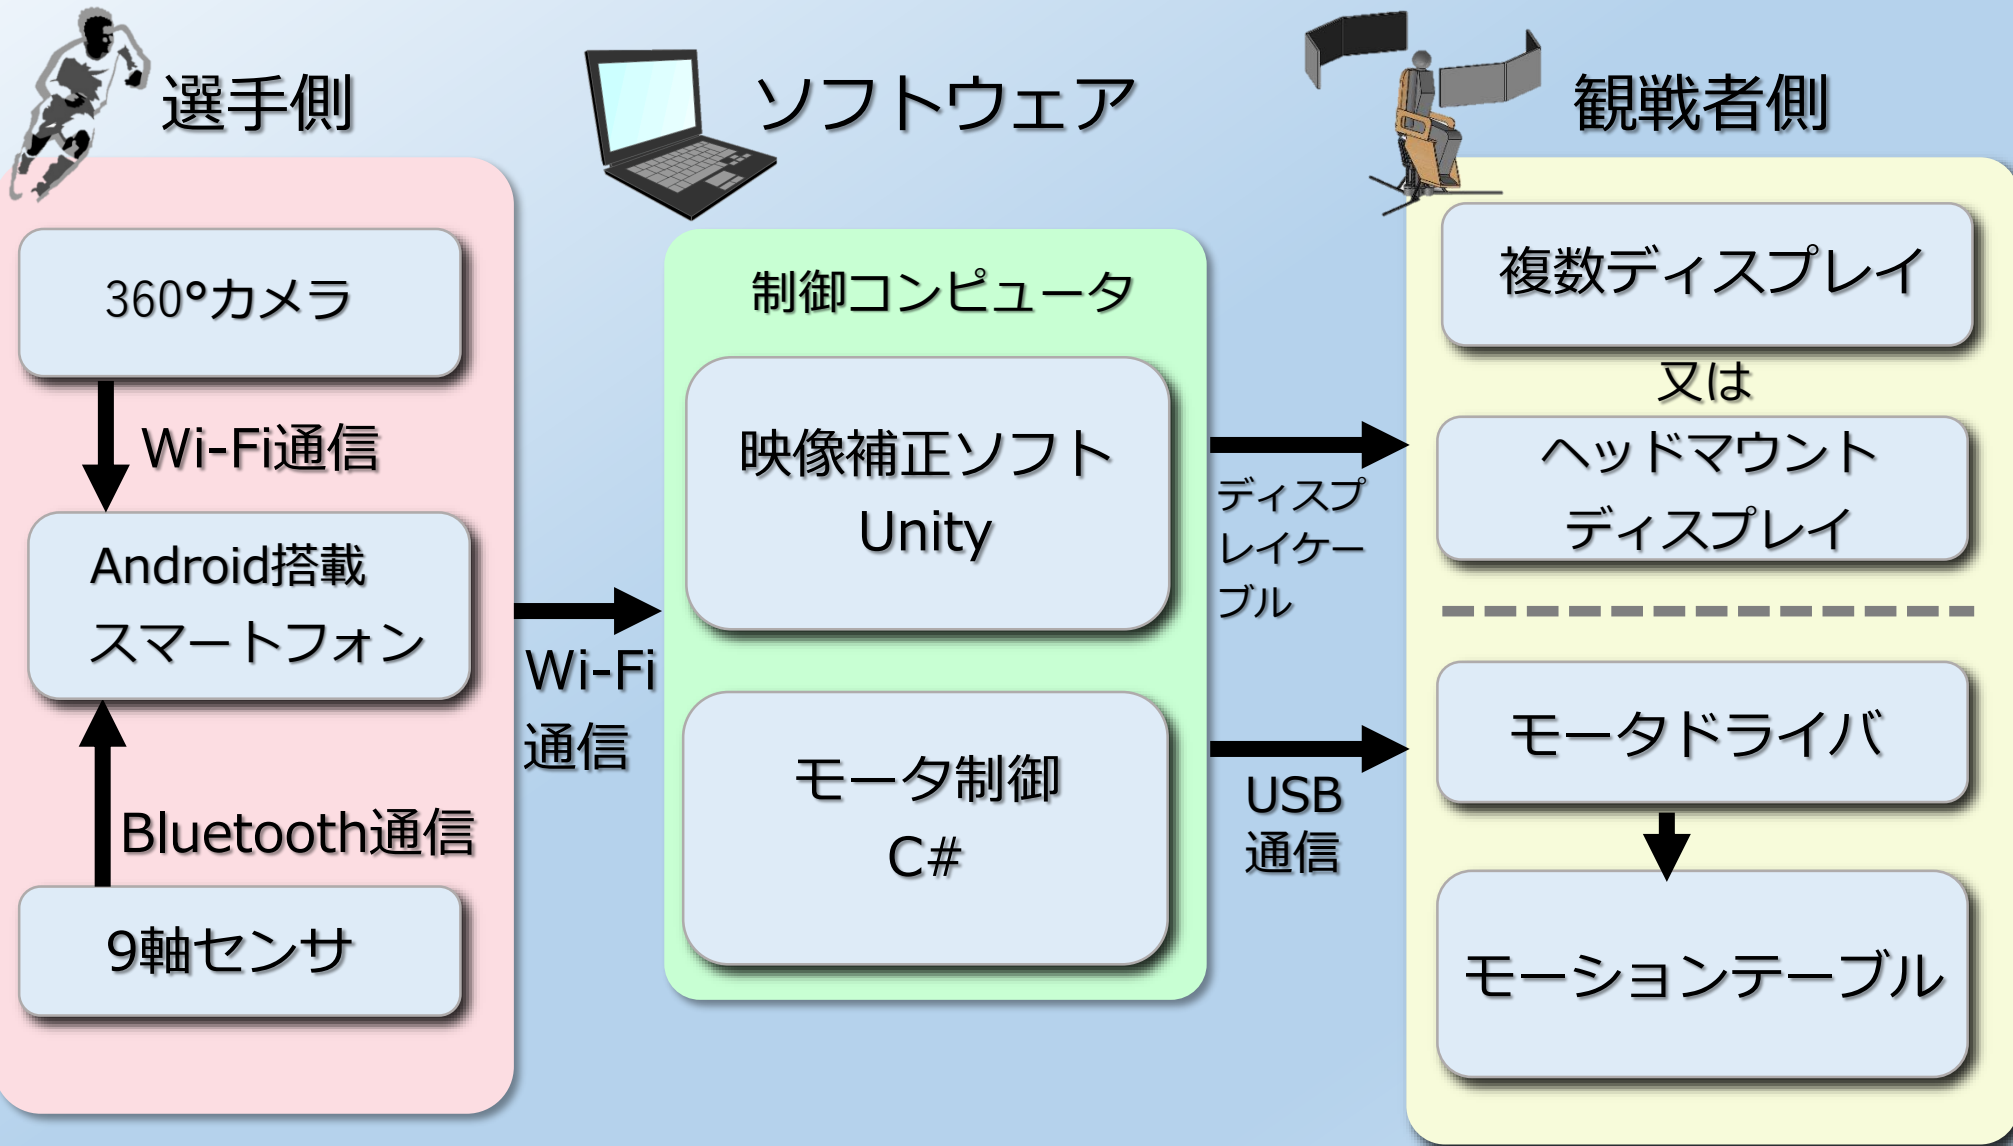 選手側
360°カメラ
Wi-Fi通信
Android搭載
スマートフォン
Bluetooth通信
9軸センサ
Wi-Fi
通信
ソフトウェア
制御コンピュータ
映像補正ソフト
Unity
モータ制御
C#
ディスプ
レイケー
ブル
USB
通信
観戦者側
複数ディスプレイ
又は
ヘッドマウント
ディスプレイ
モータドライバ
モーションテーブル